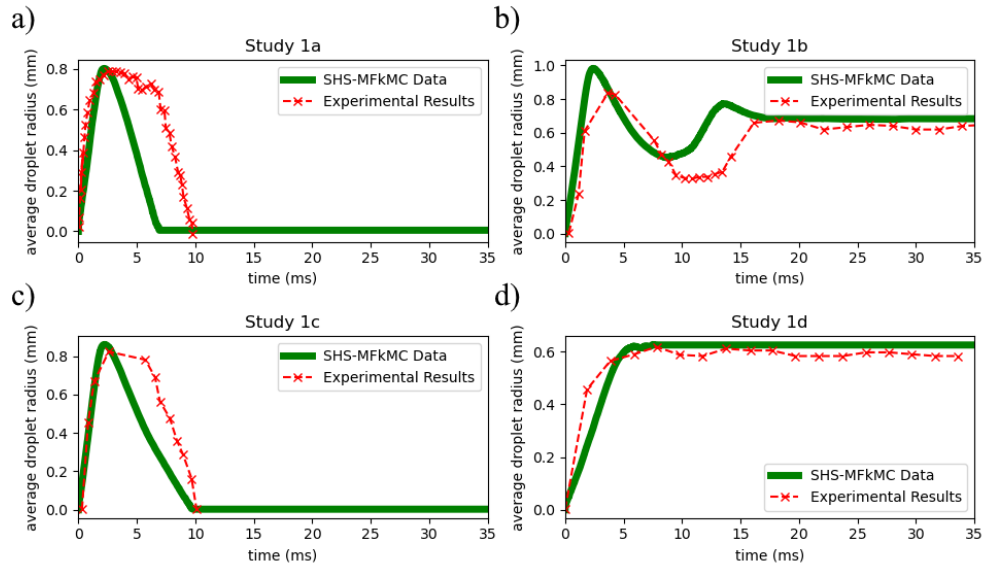 a)
Study 1a
average droplet radius (mm)
0.8
0.6
0.4
0.2
0.0
SHS-MFkMC Data
Experimental Results
0 5 10 15 20 25 30 35
time (ms)
b)
Study 1b
average droplet radius (mm)
1.0
0.8
0.6
0.4
0.2
0.0
SHS-MFkMC Data
Experimental Results
0 5 10 15 20 25 30 35
time (ms)
c)
Study 1c
average droplet radius (mm)
0.8
0.6
0.4
0.2
0.0
SHS-MFkMC Data
Experimental Results
0 5 10 15 20 25 30 35
time (ms)
d)
Study 1d
average droplet radius (mm)
0.6
0.4
0.2
0.0
SHS-MFkMC Data
Experimental Results
0 5 10 15 20 25 30 35
time (ms)